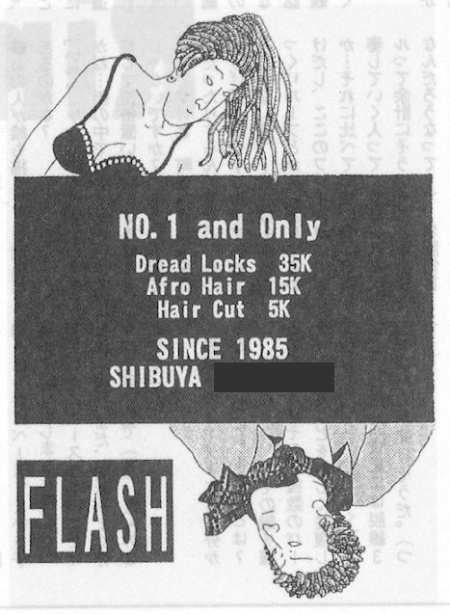 NO.1 and Only
Dread Locks 35K
Afro Hair 15K
Hair Cut 5K
SINCE 1985
SHIBUYA
FLASH